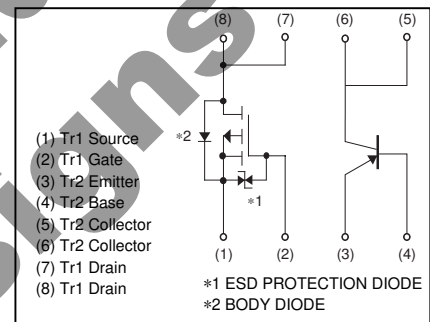 (8) (7) (6) (5)
(1) Tr1 Source
(2) Tr1 Gate
(3) Tr2 Emitter
(4) Tr2 Base
(5) Tr2 Collector
(6) Tr2 Collector
(7) Tr1 Drain
(8) Tr1 Drain
∗2
∗1
(1) (2) (3) (4)
∗1 ESD PROTECTION DIODE
∗2 BODY DIODE